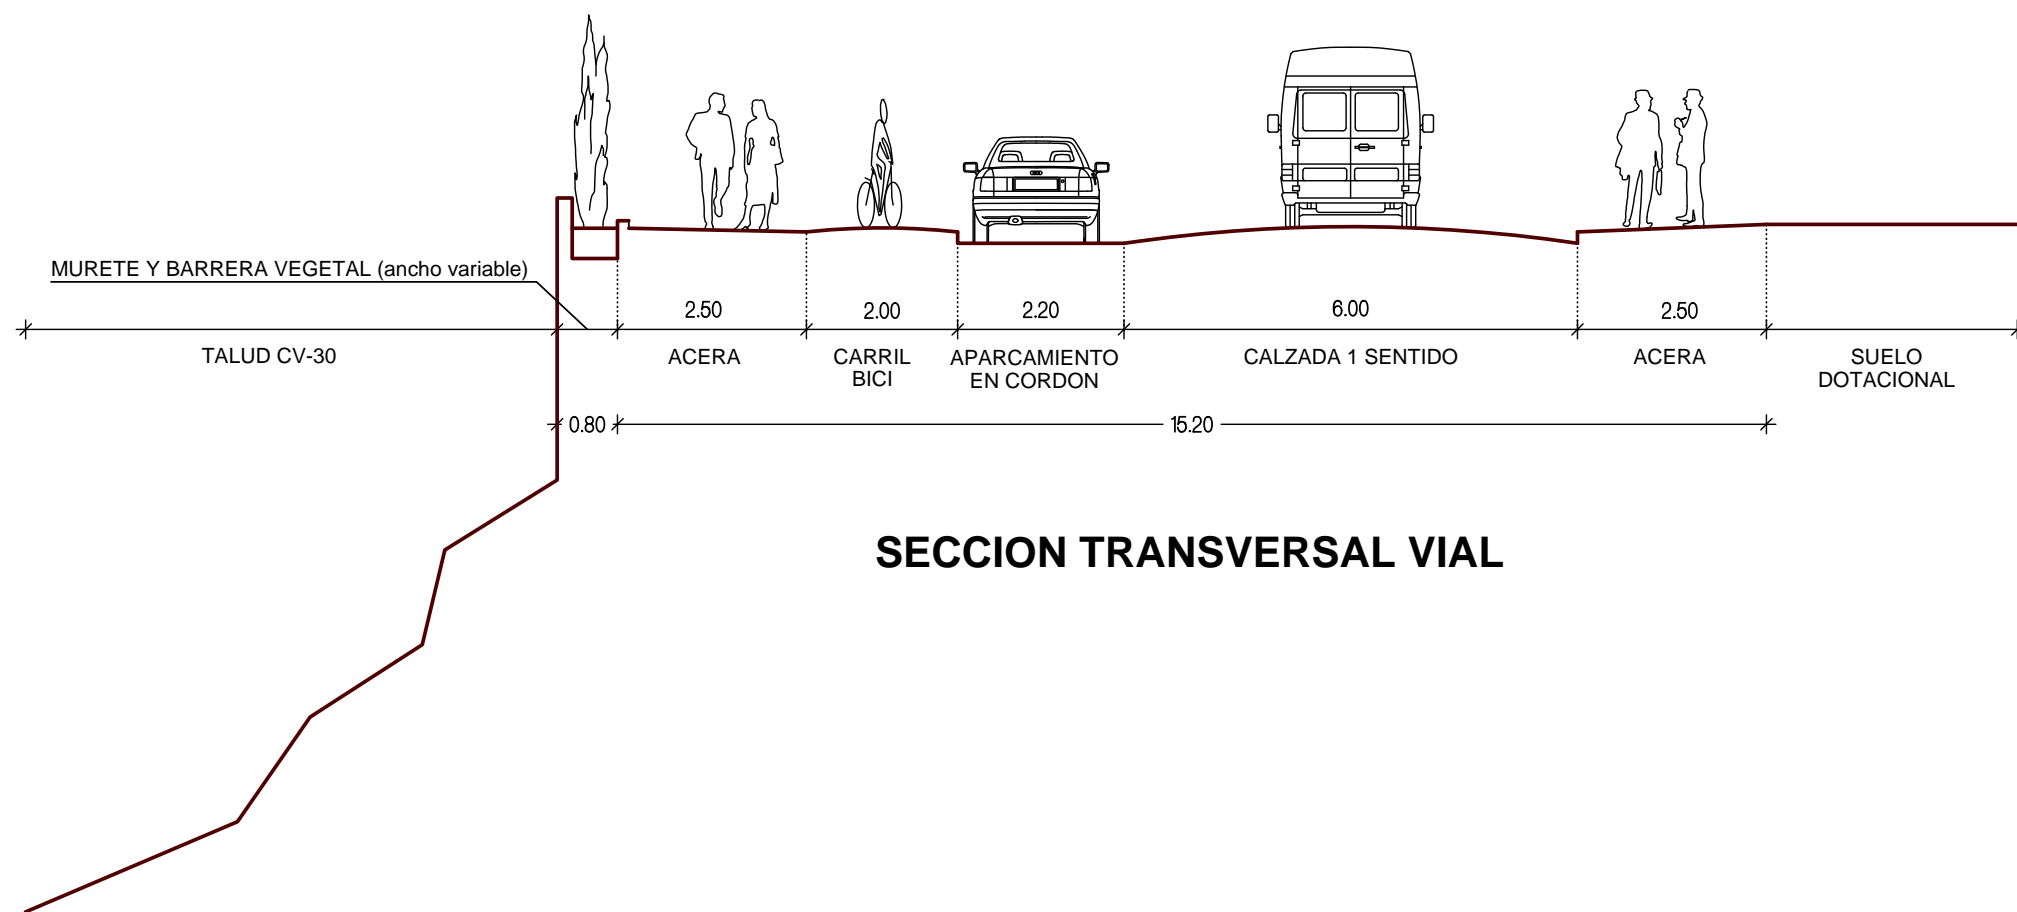 MURETE Y BARRERA VEGETAL (ancho variable)
2.50
2.00
2.20
6.00
2.50
TALUD CV-30
ACERA
CARRIL
BICI
APARCAMIENTO
EN CORDON
CALZADA 1 SENTIDO
ACERA
SUELO
DOTACIONAL
0.80
15.20
SECCION TRANSVERSAL VIAL